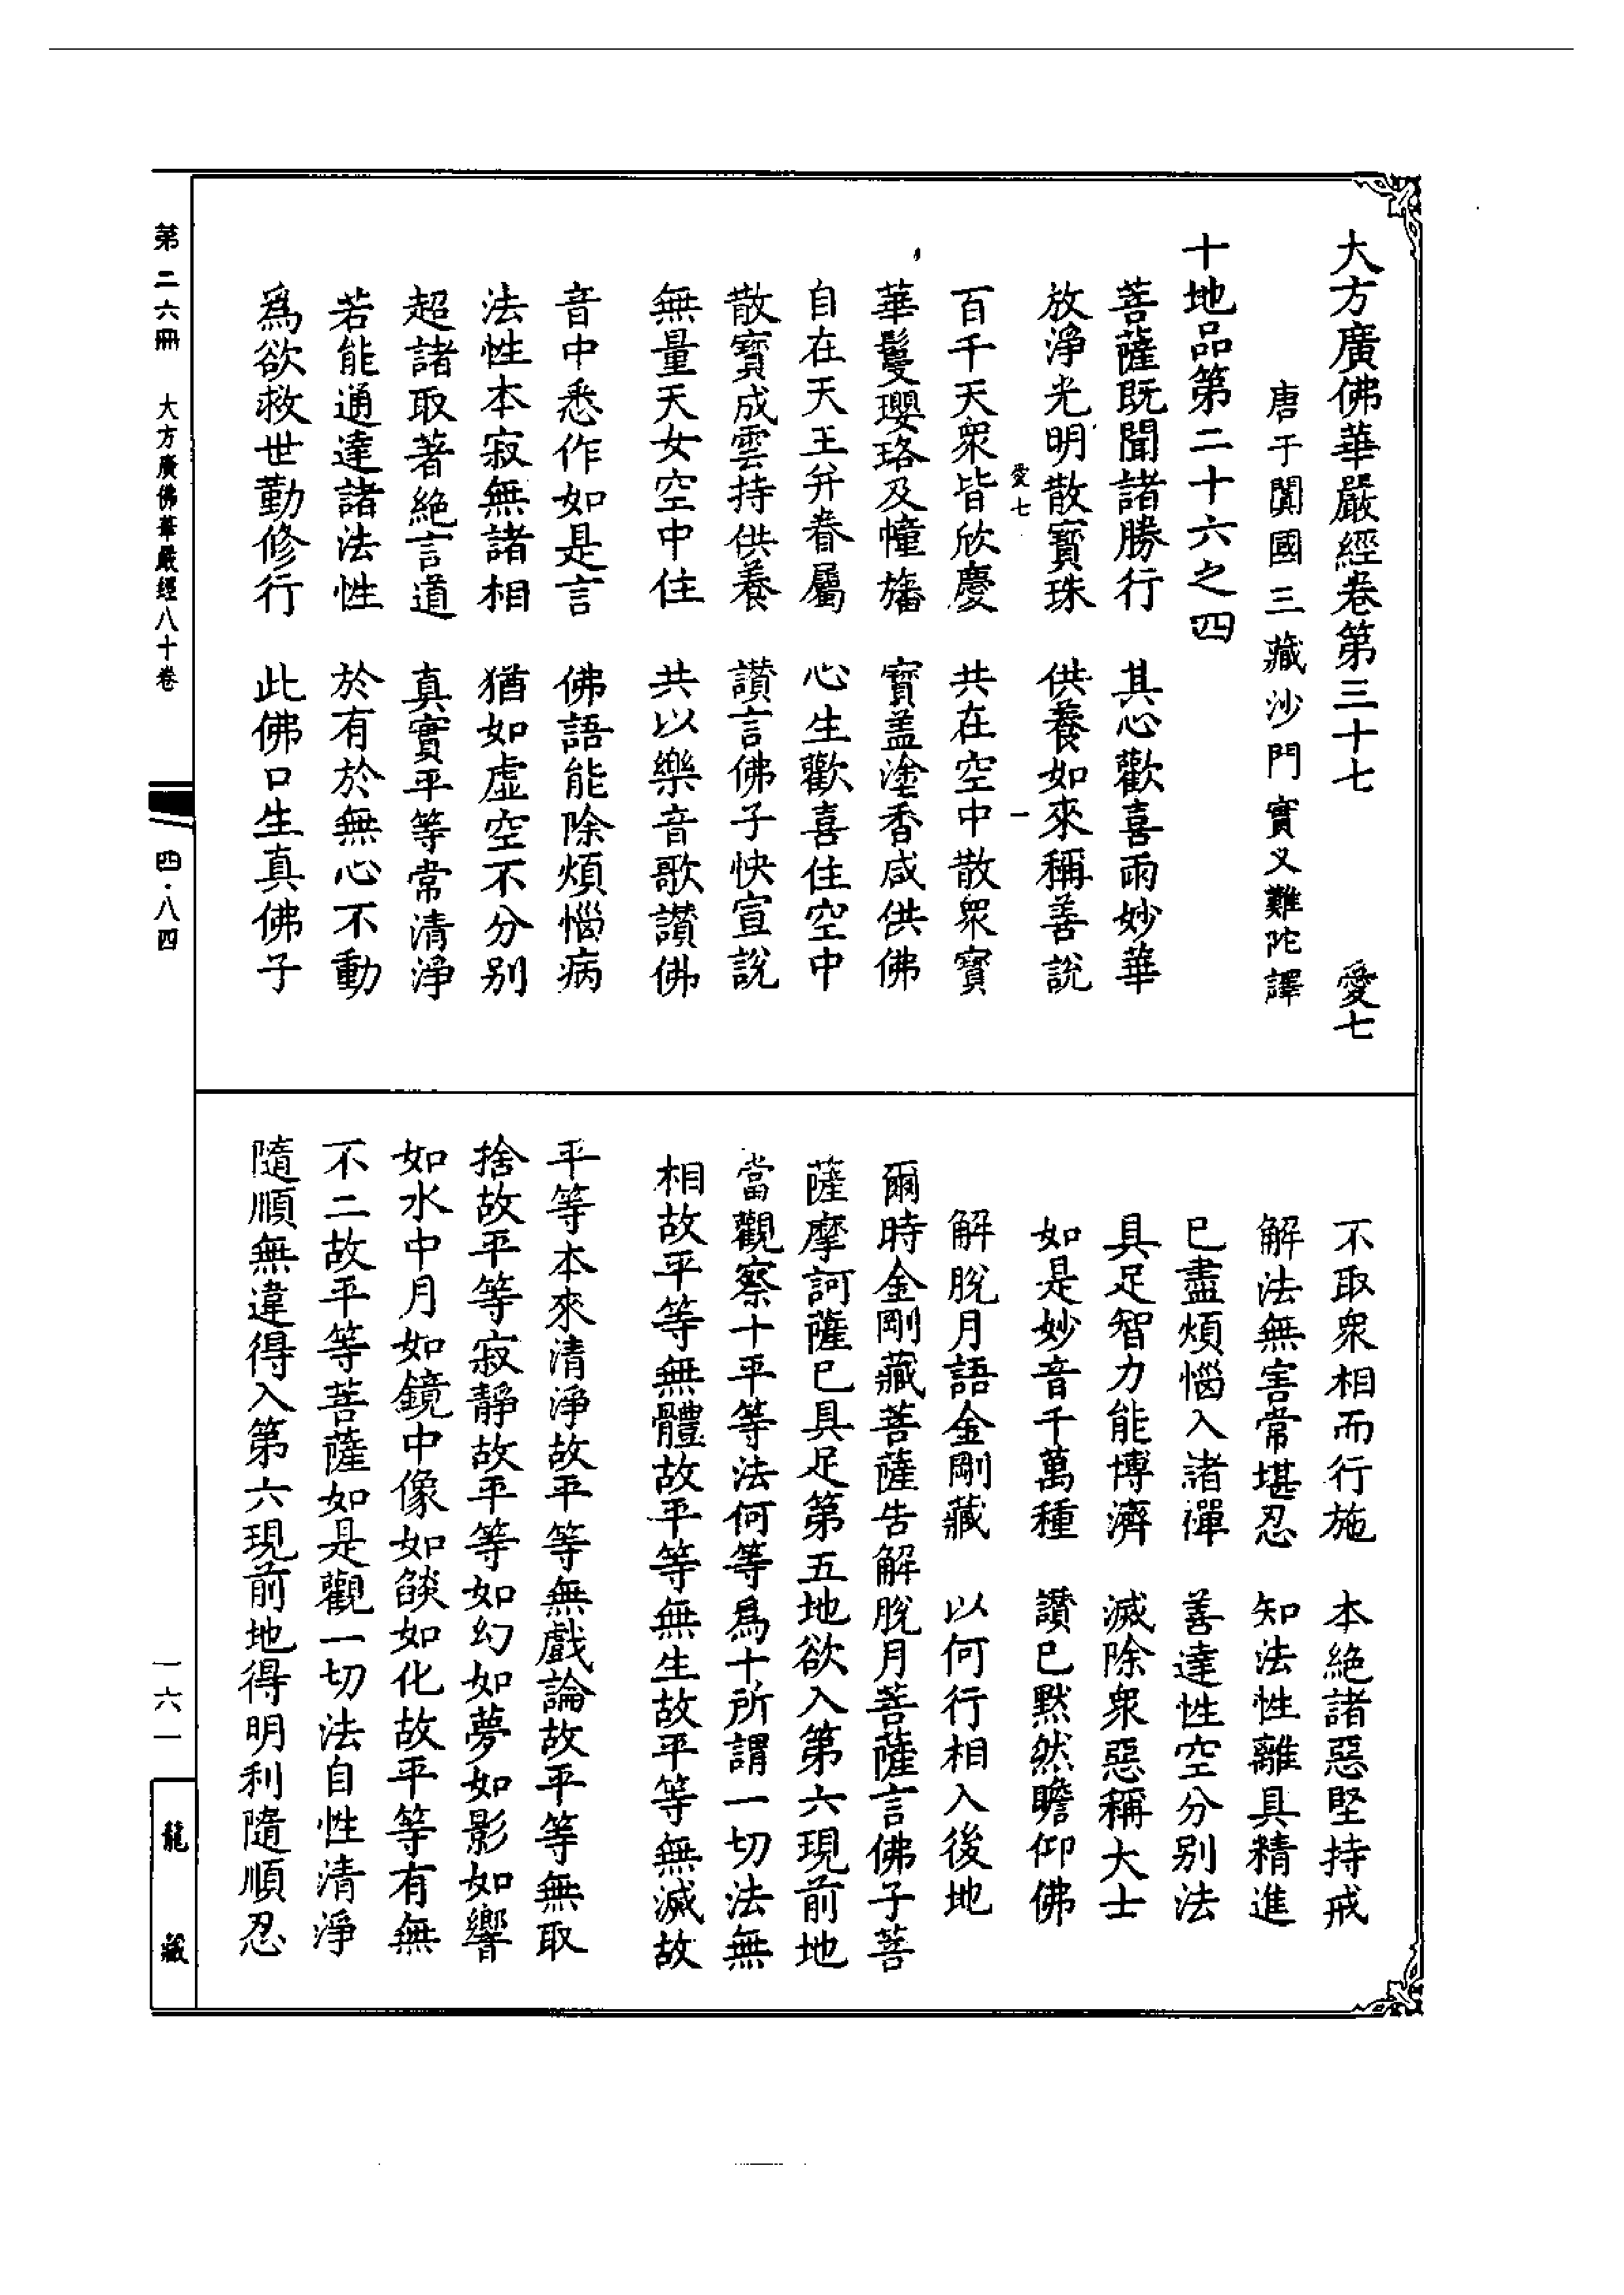 大方廣佛華嚴經卷第三十七　愛七
唐于闐國三藏沙門實叉難陀譯
十地品第二十六之四
菩薩既聞諸勝行　其心歡喜雨妙華
放淨光明散寶珠　供養如來稱善說
愛七　一
百千天眾皆欣慶　共在空中散眾寶
華鬘瓔珞及幢旛　寶蓋塗香咸供佛
自在天王并眷屬　心生歡喜住空中
散寶成雲持供養　讚言佛子快宣說
無量天女空中住　共以樂音歌讚佛
音中悉作如是言　佛語能除煩惱病
法性本寂無諸相　猶如虛空不分別
超諸取著絕言道　真實平等常清淨
若能通達諸法性　於有於無心不動
為欲救世勤修行　此佛口生真佛子
不取眾相而行施　本絕諸惡堅持戒
解法無害常堪忍　知法性離具精進
已盡煩惱入諸禪　善達性空分別法
具足智力能博濟　滅除眾惡稱大士
如是妙音千萬種　讚已默然瞻仰佛
解脫月語金剛藏　以何行相入後地
爾時金剛藏菩薩告解脫月菩薩言佛子菩
薩摩訶薩已具足第五地欲入第六現前地
當觀察十平等法何等為十所謂一切法無
相故平等無體故平等無生故平等無滅故
平等本來清淨故平等無戲論故平等無取
捨故平等寂靜故平等如幻如夢如影如響
如水中月如鏡中像如燄如化故平等有無
不二故平等菩薩如是觀一切法自性清淨
隨順無違得入第六現前地得明利隨順忍
第二六冊　大方廣佛華嚴經八十卷　四·八四　一六一　龍藏